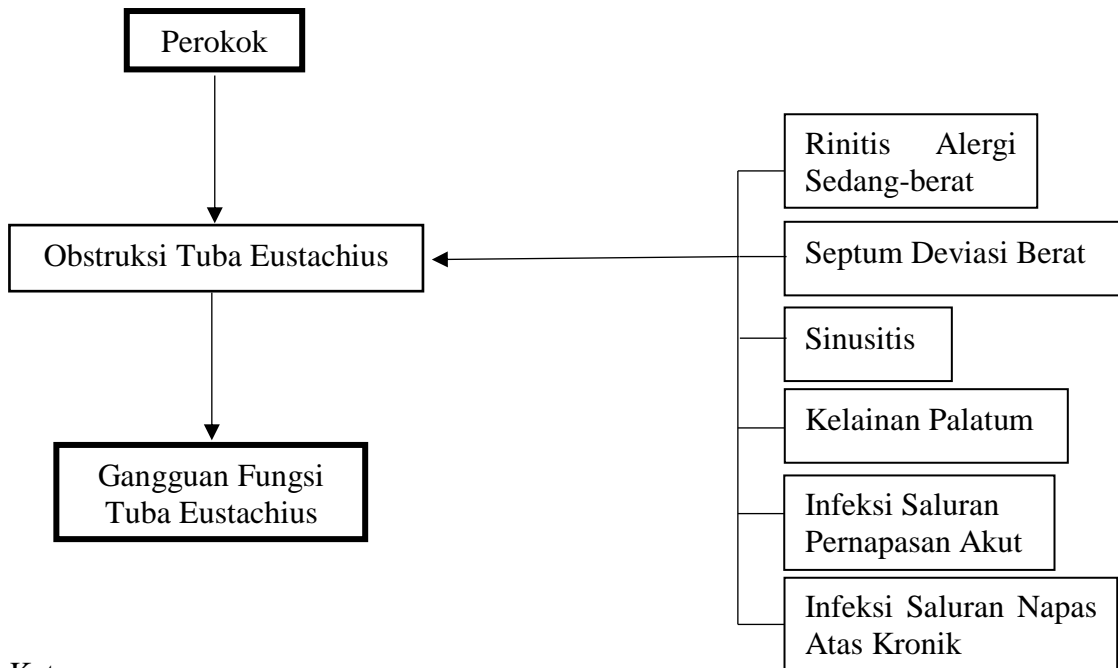 Perokok
Rinitis Alergi
Sedang-berat
Obstruksi Tuba Eustachius
Septum Deviasi Berat
Sinusitis
Kelainan Palatum
Gangguan Fungsi
Tuba Eustachius
Infeksi Saluran
Pernapasan Akut
Infeksi Saluran Napas
Atas Kronik